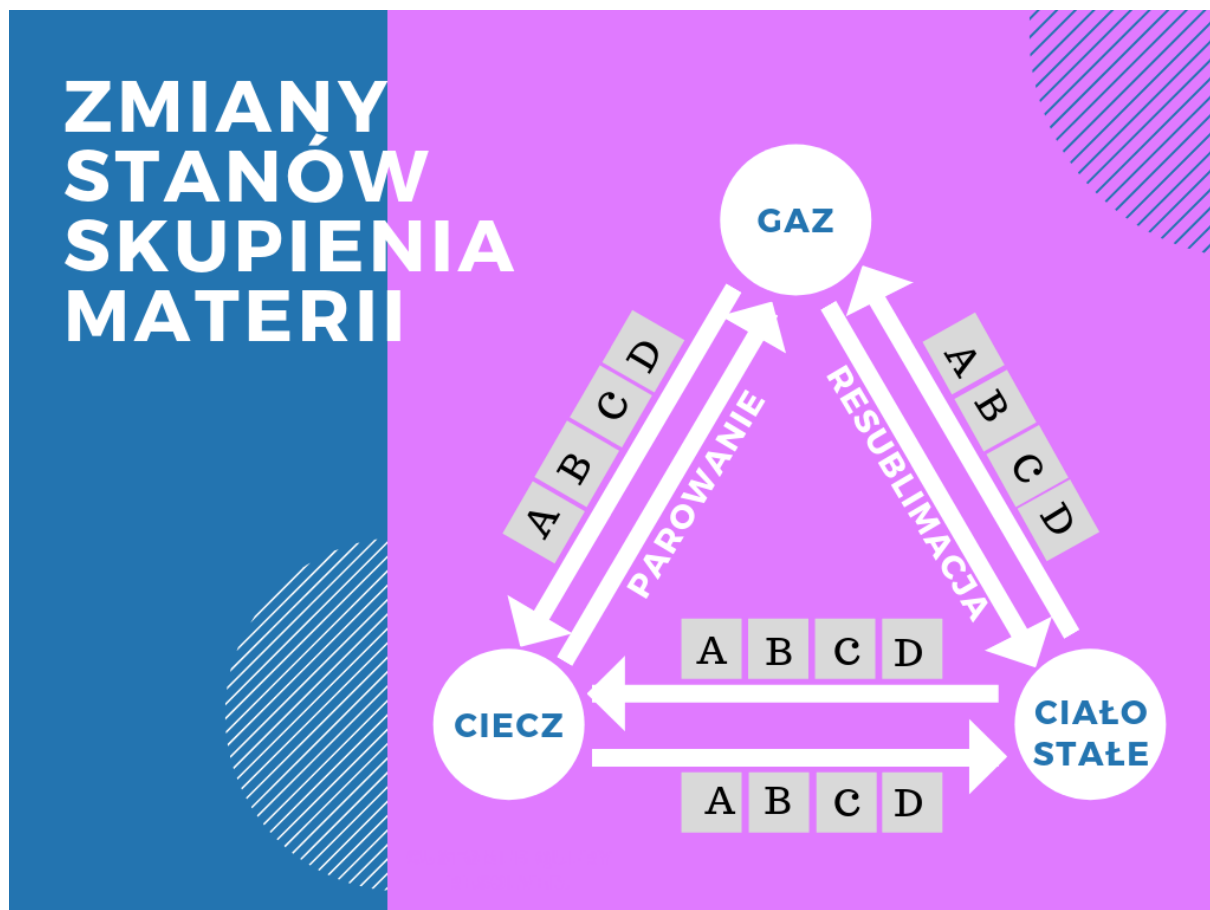 ZMIANY
STANÓW
SKUPIENIA
MATERII
GAZ
A B C D
PAROWANIE
RESUBLIMACJA
A B C D
A B C D
CIECZ
CIAŁO
STAŁE
A B C D